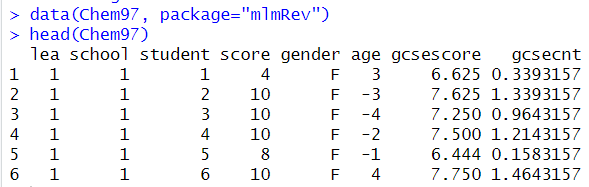 > data(Chem97, package="mlmRev")
> head(Chem97)
lea school student score gender age gcsescore gcsecnt
1 1 1 1 4 F 3 6.625 0.3393157
2 1 1 2 10 F -3 7.625 1.3393157
3 1 1 3 10 F -4 7.250 0.9643157
4 1 1 4 10 F -2 7.500 1.2143157
5 1 1 5 8 F -1 6.444 0.1583157
6 1 1 6 10 F 4 7.750 1.4643157